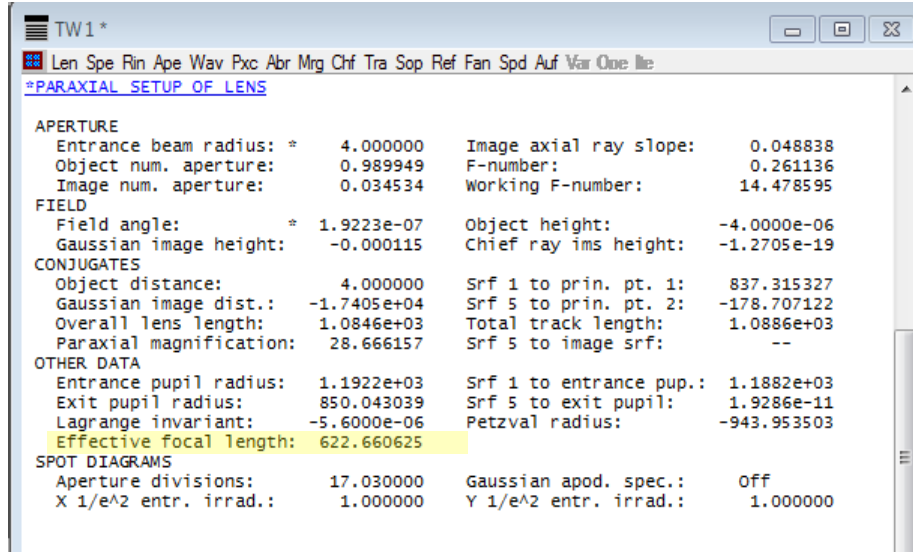 TW1*
Len Spe Rin Ape Wav Pxc Abr Mrg Chf Tra Sop Ref Fan Spd Auf Var One Ite
*PARAXIAL SETUP OF LENS
APERTURE
Entrance beam radius: * 4.000000 Image axial ray slope: 0.048838
Object num. aperture: 0.989949 F-number: 0.261136
Image num. aperture: 0.034534 Working F-number: 14.478595
FIELD
Field angle: * 1.9223e-07 Object height: -4.0000e-06
Gaussian image height: -0.000115 Chief ray ims height: -1.2705e-19
CONJUGATES
Object distance: 4.000000 Srf 1 to prin. pt. 1: 837.315327
Gaussian image dist.: -1.7405e+04 Srf 5 to prin. pt. 2: -178.707122
Overall lens length: 1.0846e+03 Total track length: 1.0886e+03
Paraxial magnification: 28.666157 Srf 5 to image srf: --
OTHER DATA
Entrance pupil radius: 1.1922e+03 Srf 1 to entrance pup.: 1.1882e+03
Exit pupil radius: 850.043039 Srf 5 to exit pupil: 1.9286e-11
Lagrange invariant: -5.6000e-06 Petzval radius: -943.953503
Effective focal length: 622.660625
SPOT DIAGRAMS
Aperture divisions: 17.030000 Gaussian apod. spec.: Off
X 1/e^2 entr. irrad.: 1.000000 Y 1/e^2 entr. irrad.: 1.000000